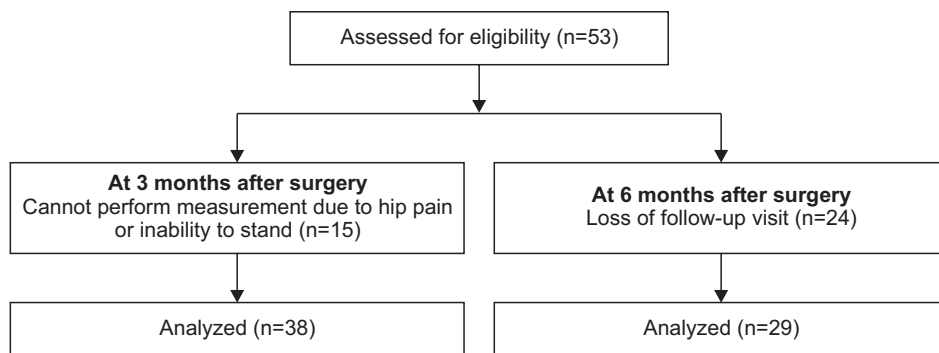 Assessed for eligibility (n=53)
At 3 months after surgery
Cannot perform measurement due to hip pain
or inability to stand (n=15)
At 6 months after surgery
Loss of follow-up visit (n=24)
Analyzed (n=38)
Analyzed (n=29)